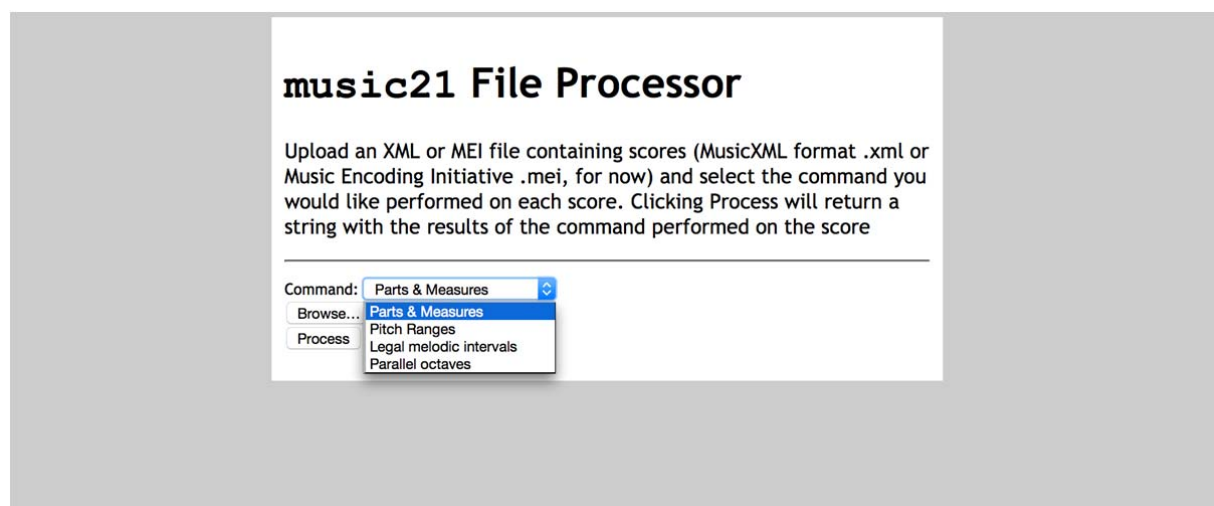 music21 File Processor
Upload an XML or MEI file containing scores (MusicXML format .xml or
Music Encoding Initiative .mei, for now) and select the command you
would like performed on each score. Clicking Process will return a
string with the results of the command performed on the score
Command: Parts & Measures
Browse... Parts & Measures
Pitch Ranges
Process
Legal melodic intervals
Parallel octaves